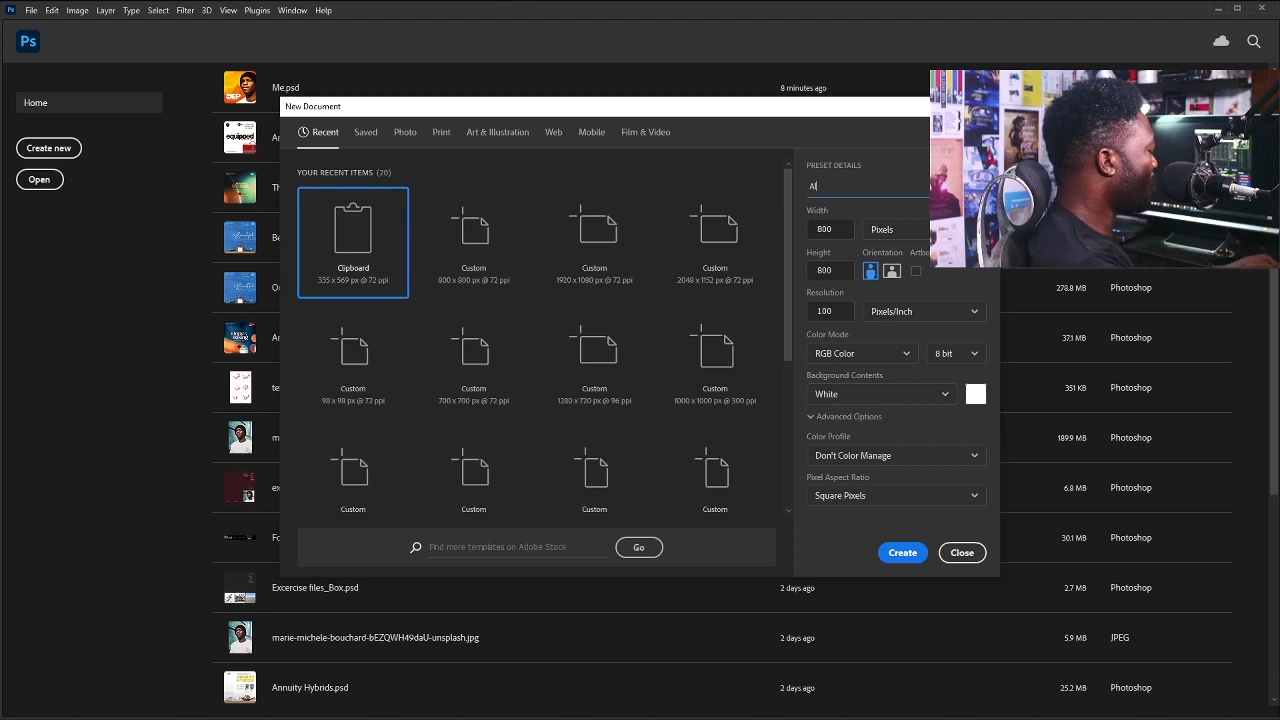 Ps File Edit Image Layer Type Select Filter 3D View Plugins Window Help
Ps
Home
Create new
Open
Me.psd 8 minutes ago
New Document
Recent Saved Photo Print Art & Illustration Web Mobile Film & Video
YOUR RECENT ITEMS (20)
Clipboard
335 x 569 px @ 72 ppi
Custom
800 x 800 px @ 72 ppi
Custom
1920 x 1080 px @ 72 ppi
Custom
2048 x 1152 px @ 72 ppi
Custom
98 x 98 px @ 72 ppi
Custom
700 x 700 px @ 72 ppi
Custom
1280 x 720 px @ 96 ppi
Custom
1000 x 1000 px @ 300 ppi
Custom
Custom
Custom
Custom
Find more templates on Adobe Stock
Go
PRESET DETAILS
Al
Width
800 Pixels
Height Orientation Artbo
800
Resolution
100 Pixels/Inch
Color Mode
RGB Color 8 bit
Background Contents
White
Advanced Options
Color Profile
Don't Color Manage
Pixel Aspect Ratio
Square Pixels
Create Close
equipped
278.8 MB Photoshop
37.1 MB Photoshop
351 KB Photoshop
189.9 MB Photoshop
6.8 MB Photoshop
30.1 MB Photoshop
Excercise files_Box.psd 2 days ago 2.7 MB Photoshop
marie-michele-bouchard-bEZQWH49daU-unsplash.jpg 2 days ago 5.9 MB JPEG
Annuity Hybrids.psd 2 days ago 25.2 MB Photoshop